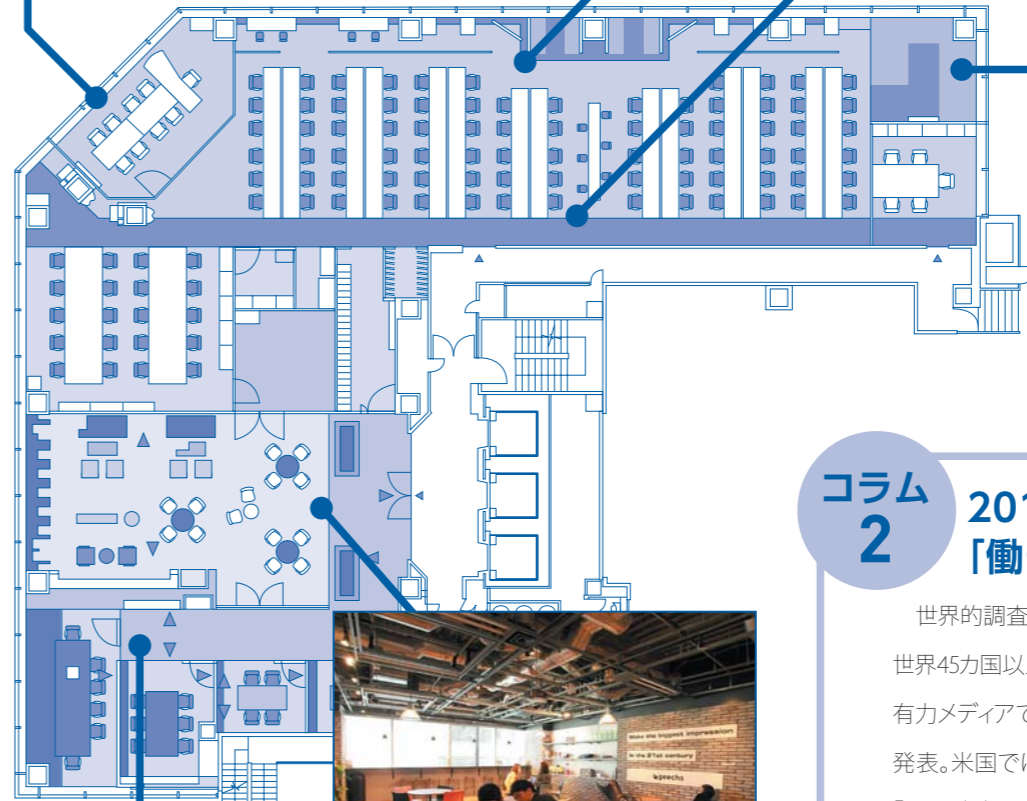 コラム
2
201
「働
世界的調査
世界45カ国以
有力メディアで
発表。米国では
Make the biggest impression
in the 21st century
geechs